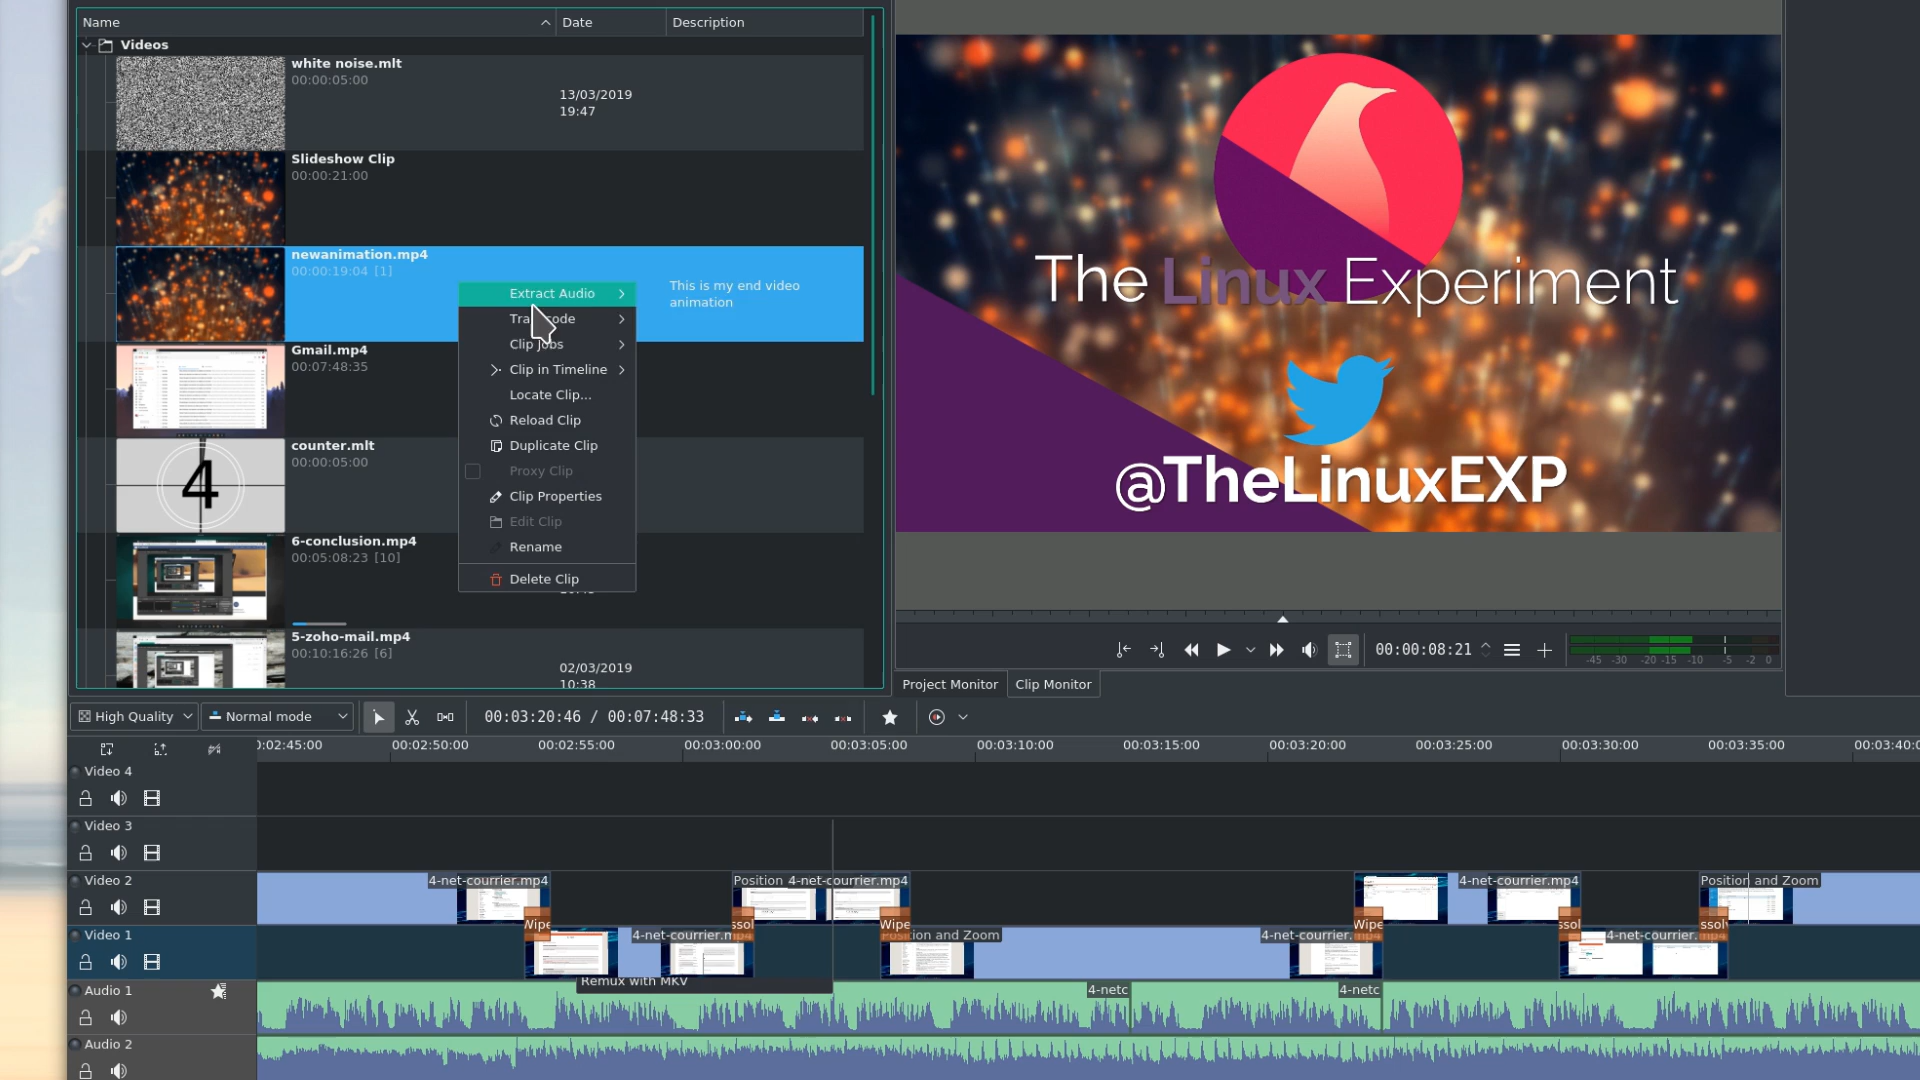 Name
Date
Description
Videos
white noise.mlt
00:00:05:00
13/03/2019
19:47
Slideshow Clip
00:00:21:00
newanimation.mp4
00:00:19:04 [1]
This is my end video
animation
Gmail.mp4
00:07:48:35
counter.mlt
00:00:05:00
4
6-conclusion.mp4
00:05:08:23 [10]
5-zoho-mail.mp4
00:10:16:26 [6]
02/03/2019
10:38
Extract Audio
Clip Jobs
Clip in Timeline
Locate Clip...
Reload Clip
Duplicate Clip
Proxy Clip
Clip Properties
Edit Clip
Rename
Delete Clip
The Linux Experiment
@TheLinuxEXP
00:00:08:21
-45 -30 -20 -15 -10 -5 -2 0
Project Monitor
Clip Monitor
High Quality
Normal mode
00:03:20:46 / 00:07:48:33
0:02:45:00 00:02:50:00 00:02:55:00 00:03:00:00 00:03:05:00 00:03:10:00 00:03:15:00 00:03:20:00 00:03:25:00 00:03:30:00 00:03:35:00 00:03:40:0
Video 4
Video 3
Video 2
4-net-courrier.mp4
Position 4-net-courrier.mp4
4-net-courrier.mp4
Position and Zoom
Wipe
ssol
Wipe
Wipe
ssol
ssolv
Video 1
4-net-courrier.mp4
Position and Zoom
4-net-courrier.
4-net-courrier.mp4
Remux with MKV
Audio 1
4-netc
4-netc
Audio 2